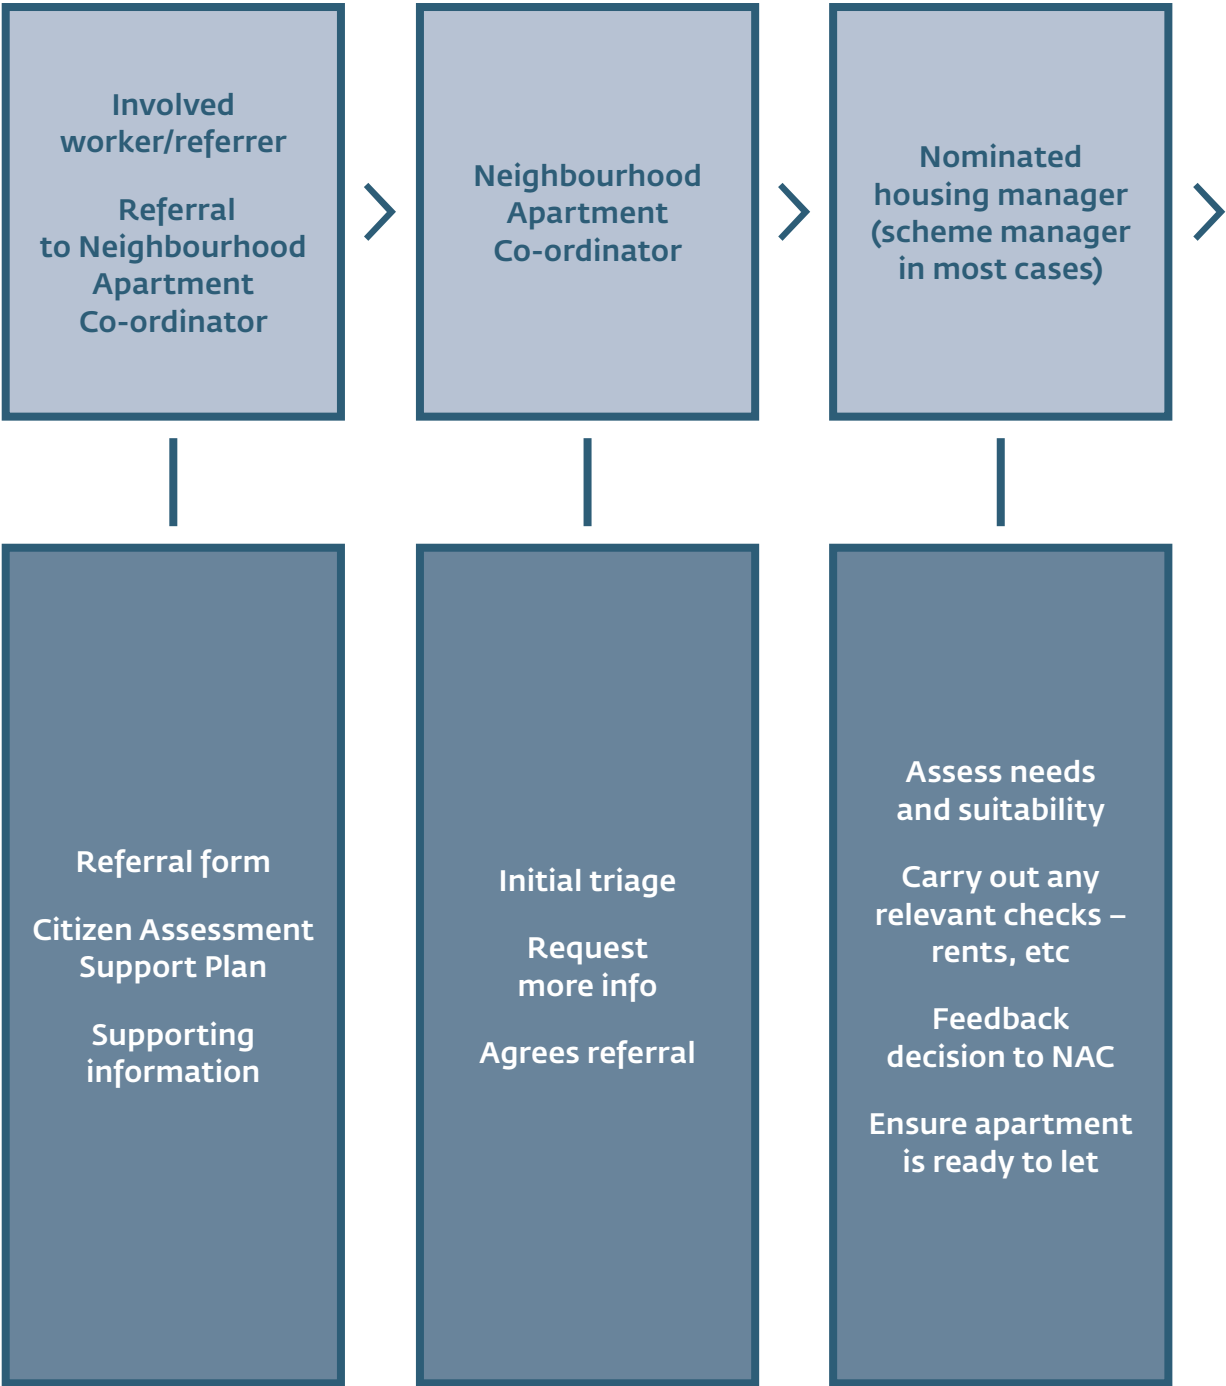 Involved
worker/referrer
Referral
to Neighbourhood
Apartment
Co-ordinator
Neighbourhood
Apartment
Co-ordinator
Nominated
housing manager
(scheme manager
in most cases)
Referral form
Citizen Assessment
Support Plan
Supporting
information
Initial triage
Request
more info
Agrees referral
Assess needs
and suitability
Carry out any
relevant checks –
rents, etc
Feedback
decision to NAC
Ensure apartment
is ready to let